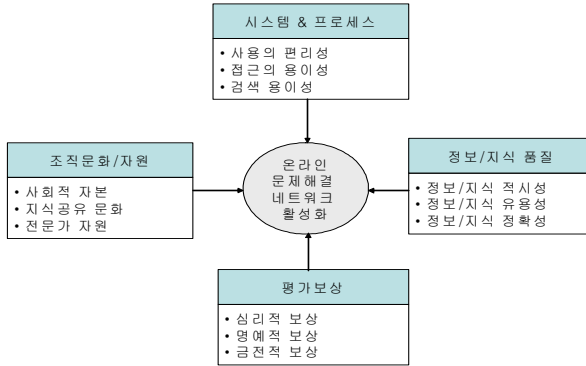 시스템 & 프로세스
• 사용의 편리성
• 접근의 용이성
• 검색 용이성
조직문화/자원
• 사회적 자본
• 지식공유 문화
• 전문가 자원
온라인
문제해결
네트워크
활성화
정보/지식 품질
• 정보/지식 적시성
• 정보/지식 유용성
• 정보/지식 정확성
평가보상
• 심리적 보상
• 명예적 보상
• 금전적 보상